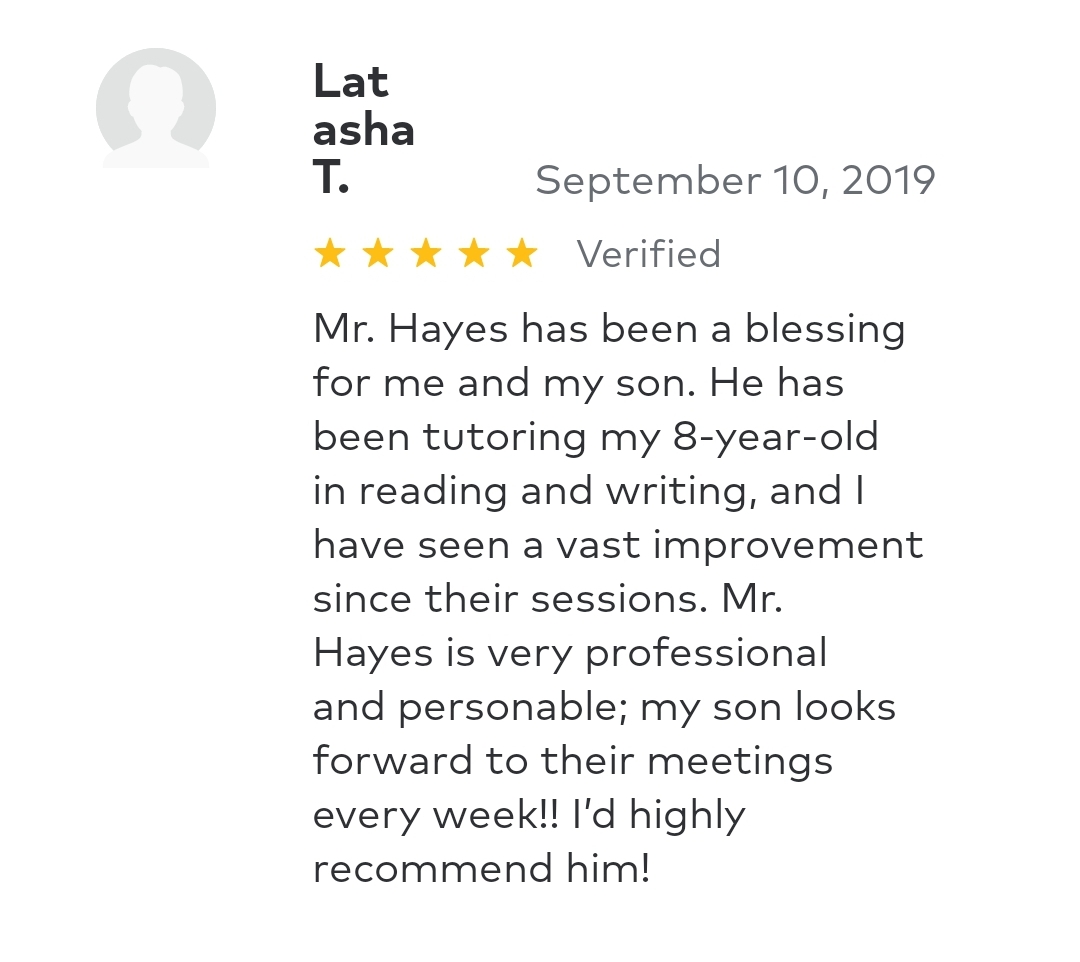 Lat
asha
T.
September 10, 2019
Verified
Mr. Hayes has been a blessing
for me and my son. He has
been tutoring my 8-year-old
in reading and writing, and I
have seen a vast improvement
since their sessions. Mr.
Hayes is very professional
and personable; my son looks
forward to their meetings
every week!! I’d highly
recommend him!